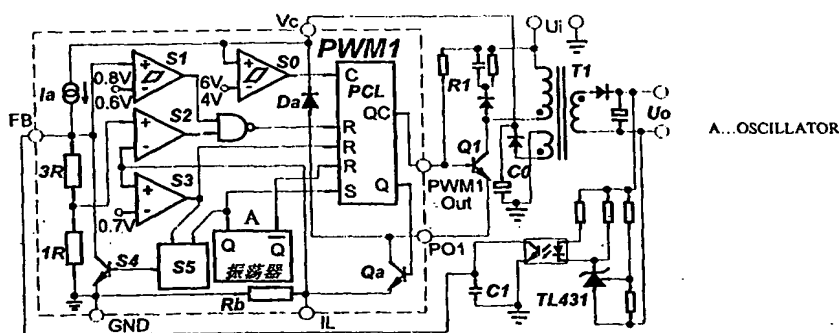 Vc
Ui
PWM1
T1
S1
S0
0.8V
0.6V
6V
4V
C
PCL
R1
Ia
Da
FB
S2
QC
Uo
A...OSCILLATOR
R
R
R
3R
S3
Q1
C0
PWM1
Out
S
Q
0.7V
A
1R
S4
Q
Q
S5
振荡器
Qa
PO1
Rb
C1
TL431
GND
IL